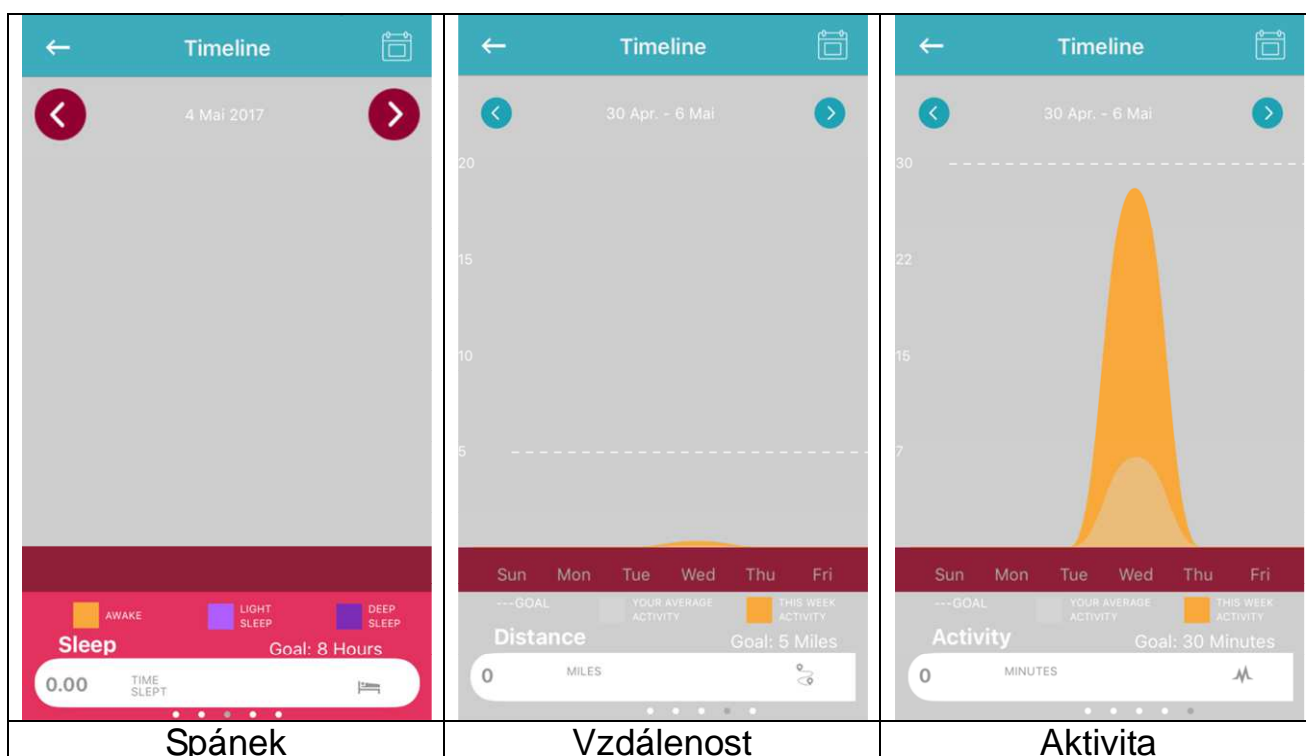 Timeline
4 Mai 2017
AWAKE
LIGHT
SLEEP
DEEP
SLEEP
Sleep
Goal: 8 Hours
0.00
TIME
SLEPT
Spánek
Timeline
30 Apr. - 6 Mai
20
15
10
5
Sun Mon Tue Wed Thu Fri
---GOAL
YOUR AVERAGE
ACTIVITY
THIS WEEK
ACTIVITY
Distance
Goal: 5 Miles
0
MILES
Vzdálenost
Timeline
30 Apr. - 6 Mai
30
22
15
7
Sun Mon Tue Wed Thu Fri
---GOAL
YOUR AVERAGE
ACTIVITY
THIS WEEK
ACTIVITY
Activity
Goal: 30 Minutes
0
MINUTES
Aktivita